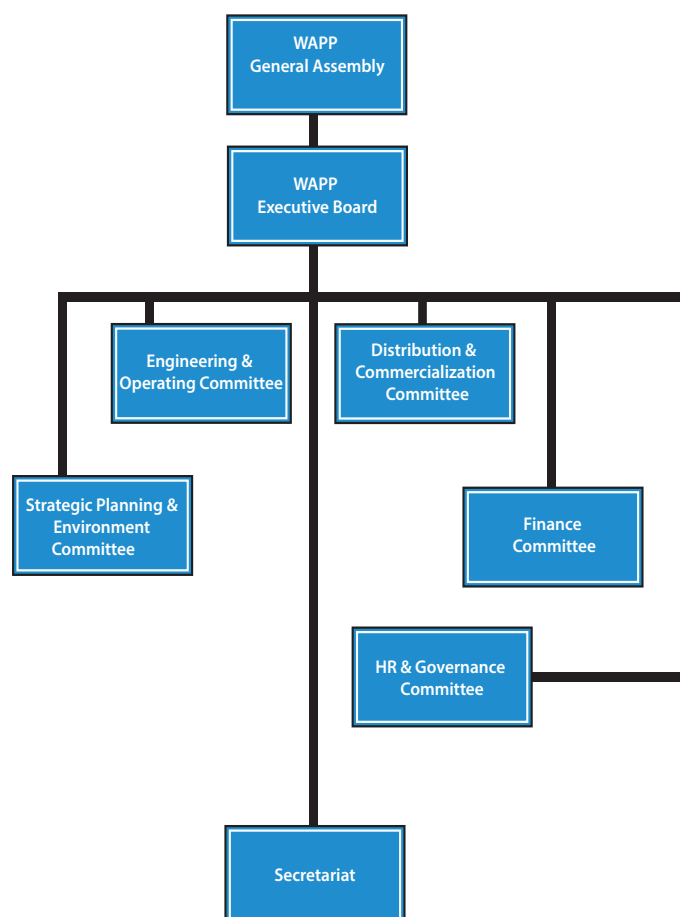 WAPP
General Assembly
WAPP
Executive Board
Engineering &
Operating Committee
Distribution &
Commercialization
Committee
Strategic Planning &
Environment
Committee
Finance
Committee
HR & Governance
Committee
Secretariat